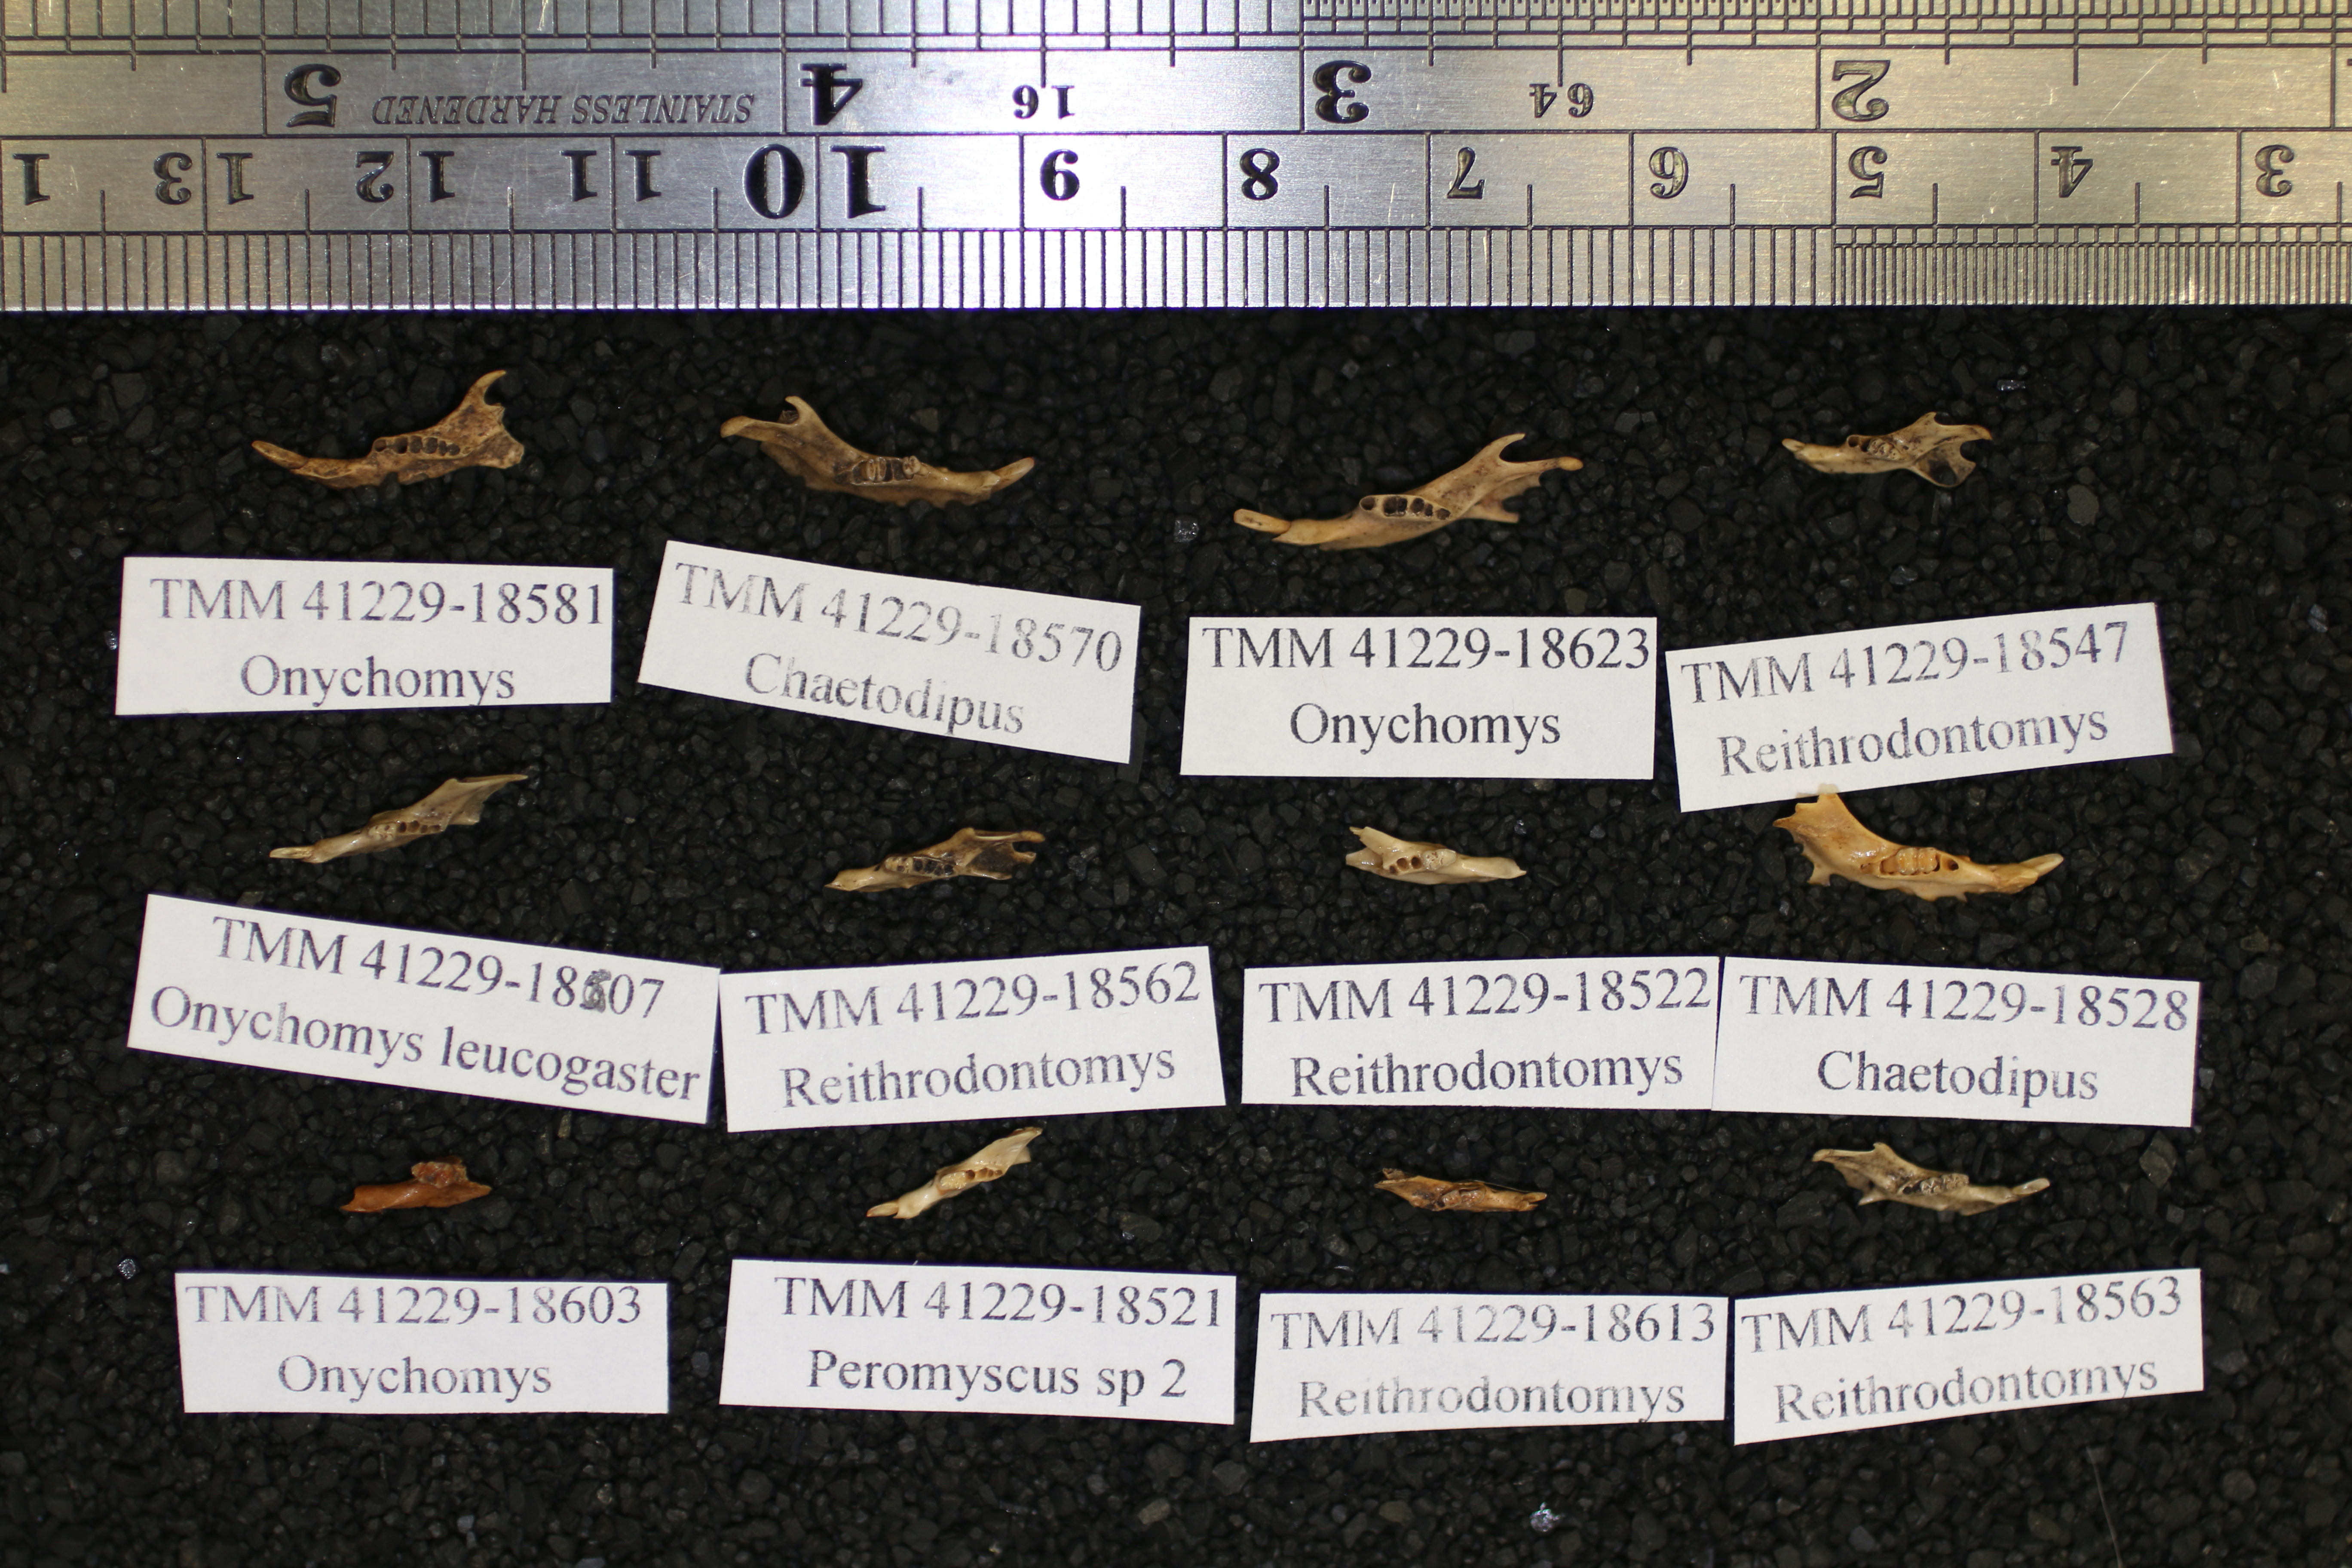 5 STAINLESS HARDENED 4 16 3 64 2
13 12 11 10 9 8 7 6 5 4 3
TMM 41229-18581
Onychomys
TMM 41229-18570
Chaetodipus
TMM 41229-18623
Onychomys
TMM 41229-18547
Reithrodontomys
TMM
Onychomys leucogaster
TMM 41229-18562
Reithrodontomys
TMM 41229-18522
Reithrodontomys
TMM 41229-18528
Chaetodipus
TMM 41229-18603
Onychomys
TMM 41229-18521
Peromyscus sp 2
TMM 41229-18613
Reithrodontomys
TMM 41229-18563
Reithrodontomys